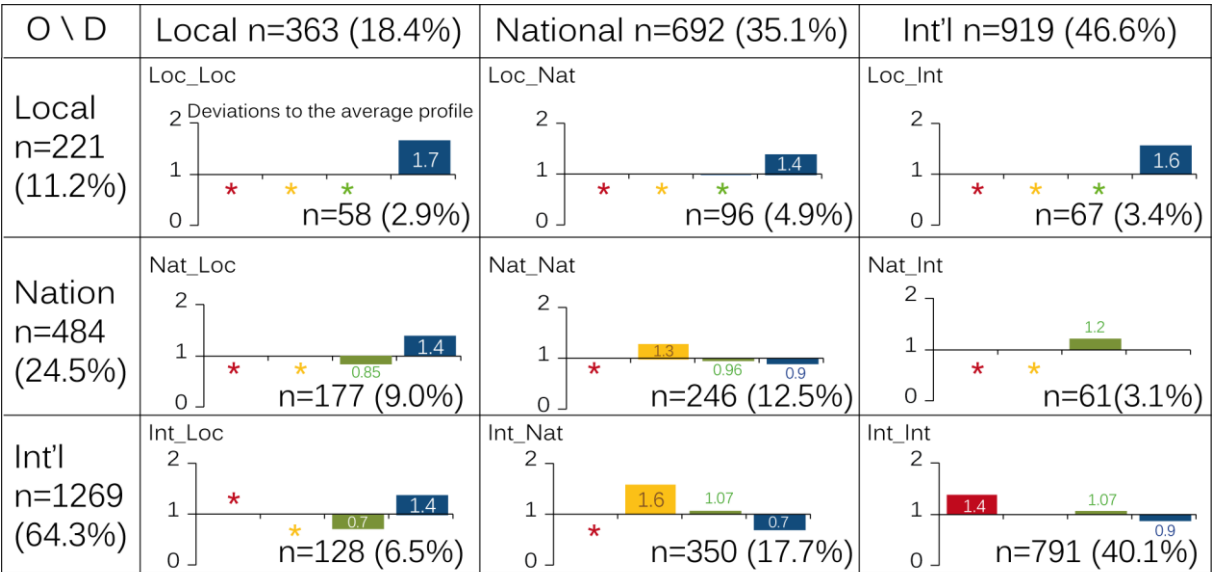 O \ D
Local n=363 (18.4%)
National n=692 (35.1%)
Int'l n=919 (46.6%)
Local
n=221
(11.2%)
Loc_Loc
Deviations to the average profile
2
1
0
*
*
*
1.7
n=58 (2.9%)
Loc_Nat
2
1
0
*
*
*
1.4
n=96 (4.9%)
Loc_Int
2
1
0
*
*
*
1.6
n=67 (3.4%)
Nation
n=484
(24.5%)
Nat_Loc
2
1
0
*
*
0.85
1.4
n=177 (9.0%)
Nat_Nat
2
1
0
*
1.3
0.96
0.9
n=246 (12.5%)
Nat_Int
2
1
0
*
*
1.2
n=61(3.1%)
Int'l
n=1269
(64.3%)
Int_Loc
2
1
0
*
*
0.7
1.4
n=128 (6.5%)
Int_Nat
2
1
0
*
1.6
1.07
0.7
n=350 (17.7%)
Int_Int
2
1
0
1.4
1.07
0.9
n=791 (40.1%)